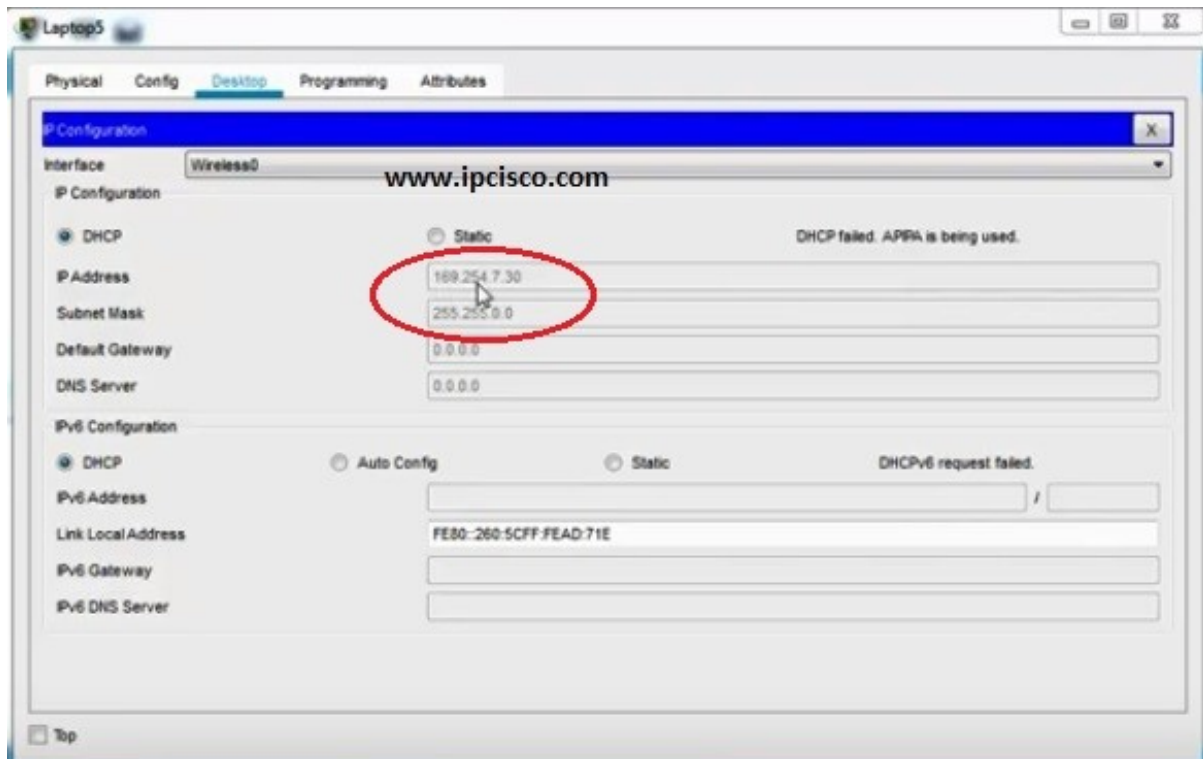 Laptop5
Physical Config Desktop Programming Attributes
IP Configuration X
Interface Wireless0
www.ipcisco.com
IP Configuration
DHCP Static DHCP failed. APIPA is being used.
IP Address 169.254.7.30
Subnet Mask 255.255.0.0
Default Gateway 0.0.0.0
DNS Server 0.0.0.0
IPv6 Configuration
DHCP Auto Config Static DHCPv6 request failed.
IPv6 Address /
Link Local Address FE80::260:5CFF:FEAD:71E
IPv6 Gateway
IPv6 DNS Server
Top